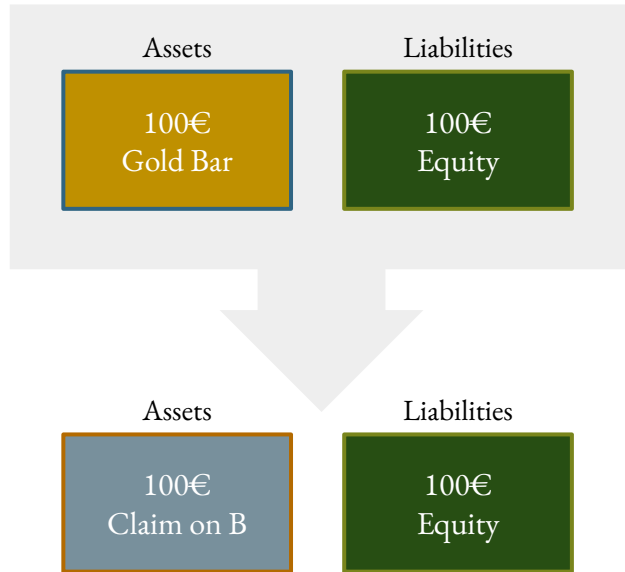 Assets
Liabilities
100€
Gold Bar
100€
Equity
Assets
Liabilities
100€
Claim on B
100€
Equity